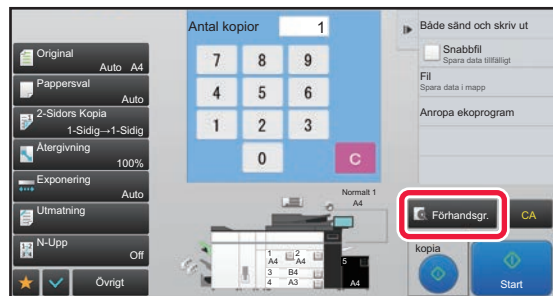 Antal kopior 1
Både sänd och skriv ut
Original
Auto A4
Snabbfil
Spara data tillfälligt
Pappersval
Auto
Fil
Spara data i mapp
2-Sidors Kopia
1-Sidig→1-Sidig
Anropa ekoprogram
7 8 9
4 5 6
1 2 3
0 C
Återgivning
100%
Exponering
Auto
Utmatning
N-Upp
Off
Övrigt
Normalt 1
A4
1 A4
2 A4
3 B4
4 A3
5
A4
Förhandsgr.
CA
kopia
Start